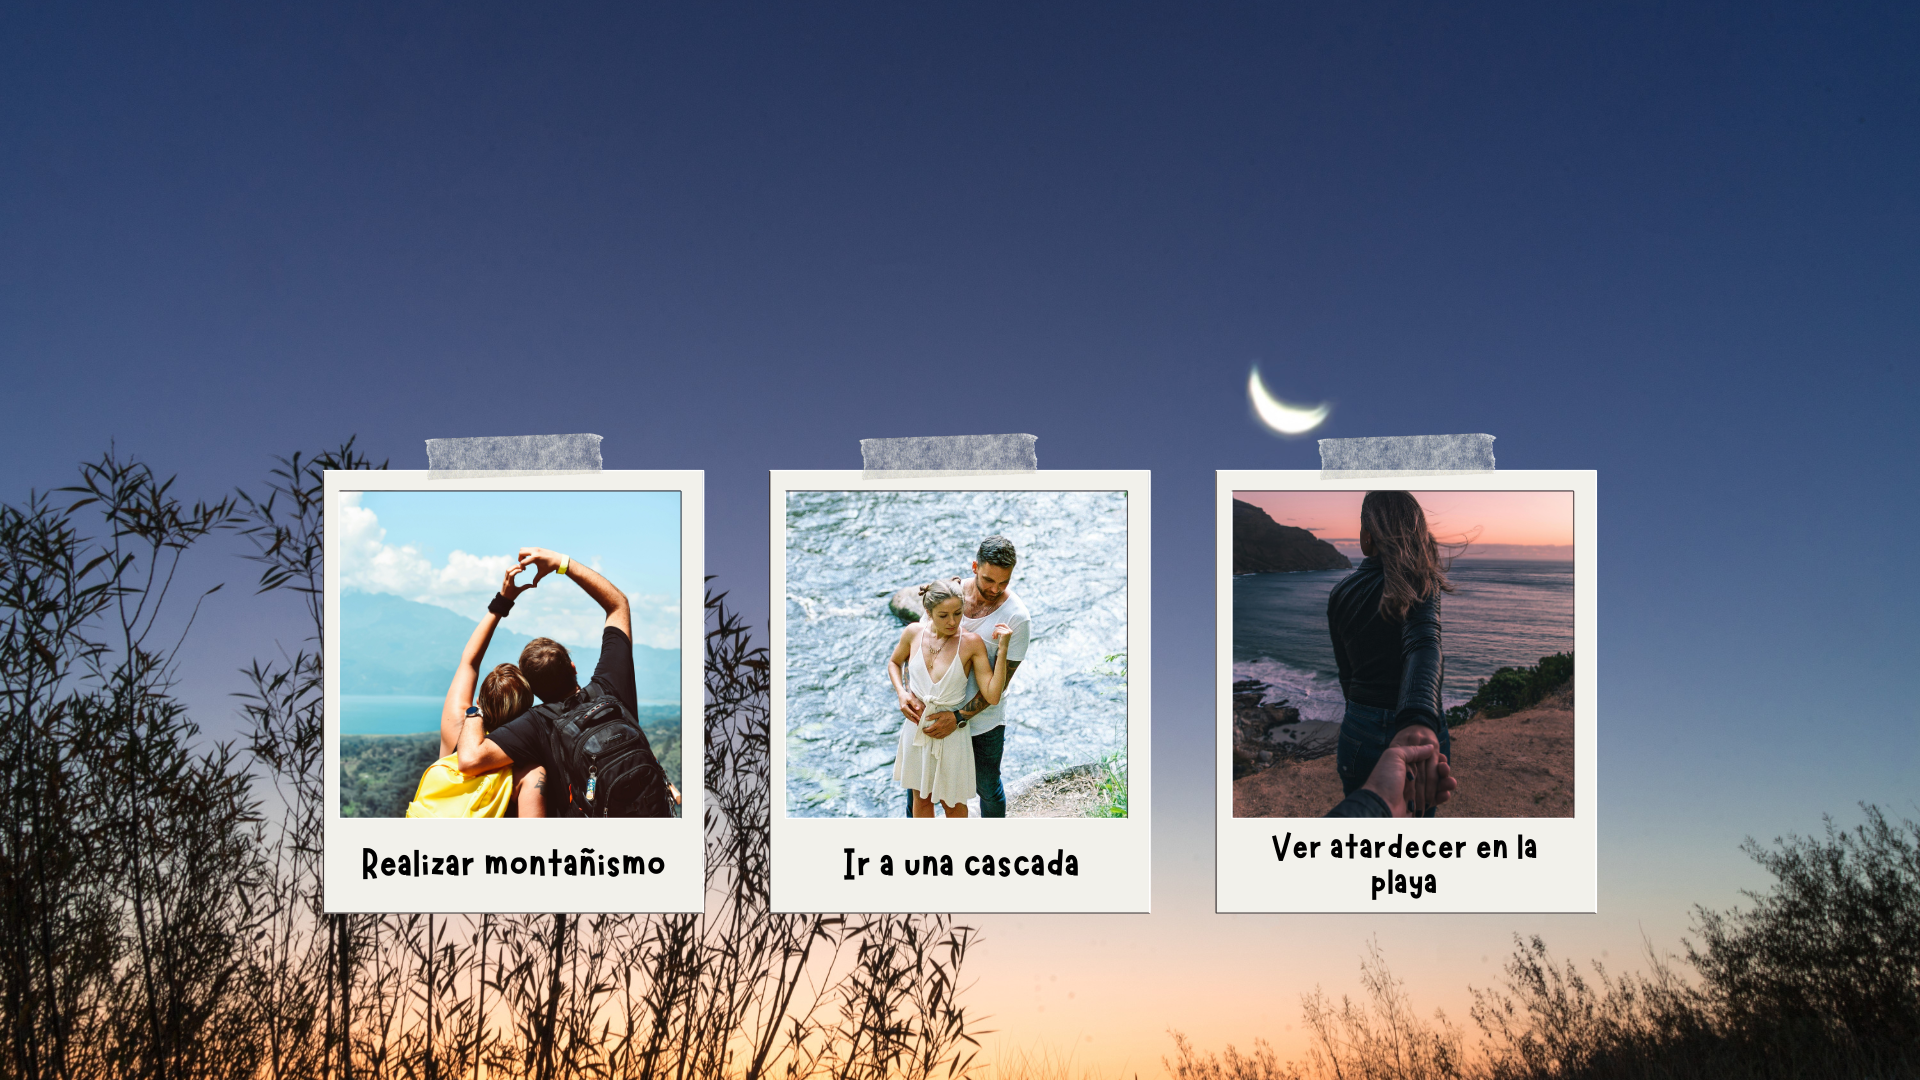 Realizar montañismo
Ir a una cascada
Ver atardecer en la
playa